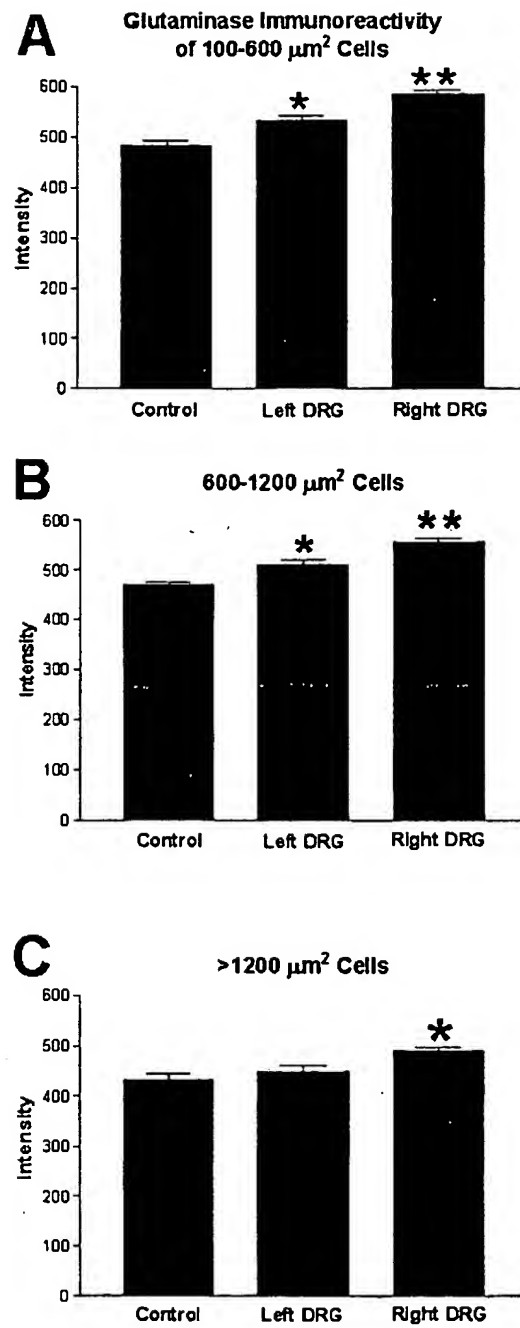 A
Glutaminase Immunoreactivity
of 100-600 μm² Cells
Intensity
600
500
400
300
200
100
0
*
**
Control Left DRG Right DRG
B
600-1200 μm² Cells
Intensity
600
500
400
300
200
100
0
*
**
Control Left DRG Right DRG
C
>1200 μm² Cells
Intensity
600
500
400
300
200
100
0
*
Control Left DRG Right DRG